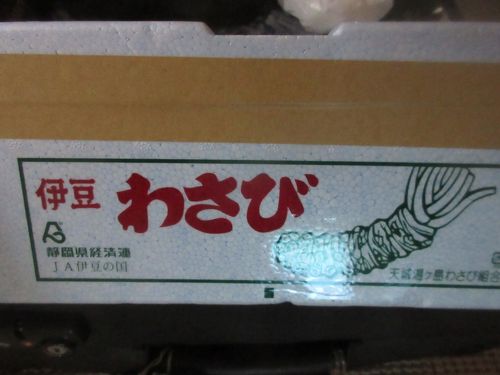 伊豆 わさび
静岡県経済連
JA伊豆の国
天城湯ヶ島わさび組合